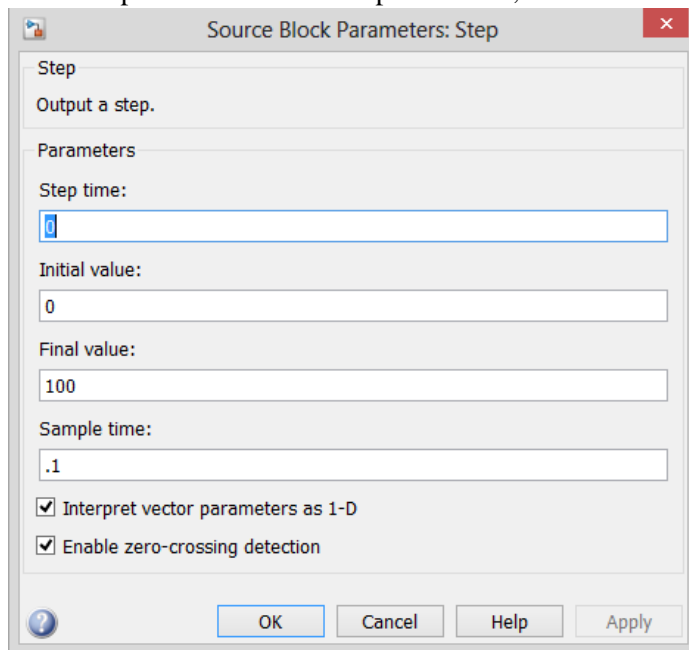 Source Block Parameters: Step
Step
Output a step.
Parameters
Step time:
0
Initial value:
0
Final value:
100
Sample time:
.1
Interpret vector parameters as 1-D
Enable zero-crossing detection
OK Cancel Help Apply